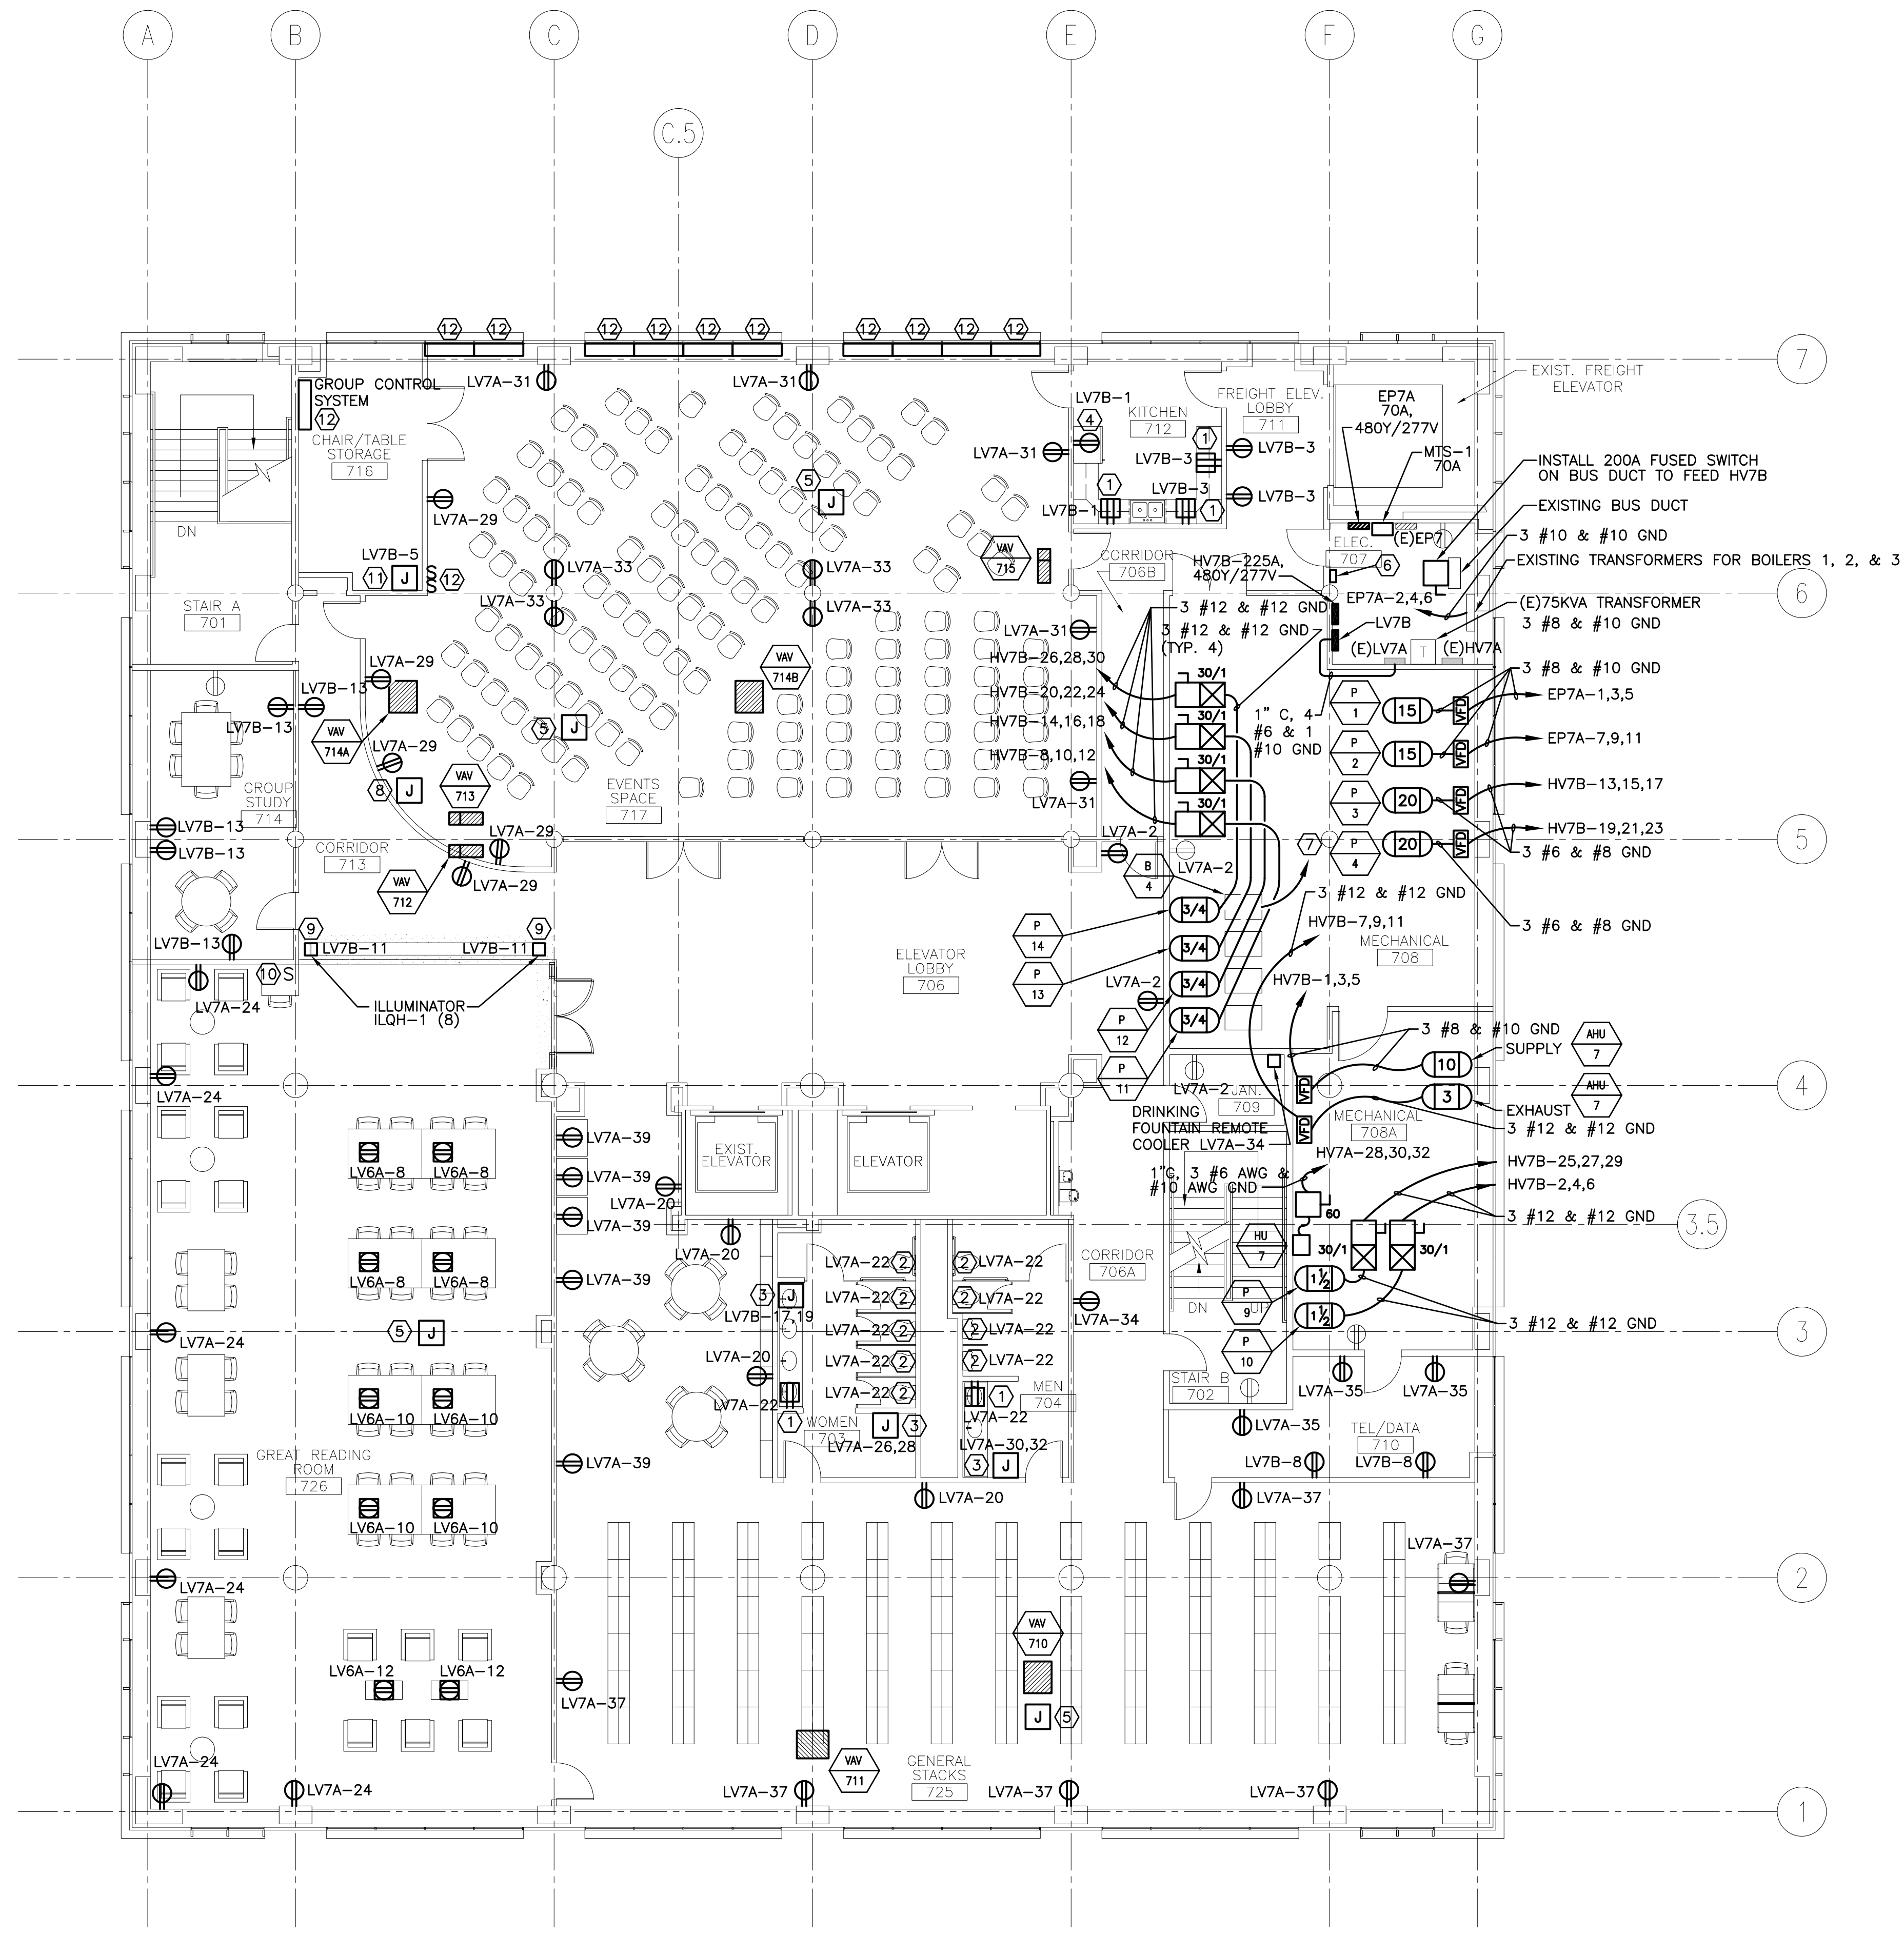 A
B
C
D
E
F
G
C.5
12
12
12
12
12
12
12
12
12
12
7
GROUP CONTROL
SYSTEM
12
CHAIR/TABLE
STORAGE
716
LV7A-31
LV7A-31
LV7B-1
4
KITCHEN
712
FREIGHT ELEV.
LOBBY
711
EP7A
70A,
480Y/277V
EXIST. FREIGHT
ELEVATOR
MTS-1
70A
LV7A-31
1
LV7B-3
LV7B-3
INSTALL 200A FUSED SWITCH
ON BUS DUCT TO FEED HV7B
5
J
1
LV7B-3
LV7B-3
LV7B-1
1
LV7A-29
EXISTING BUS DUCT
DN
3 #10 & #10 GND
(E)EP7
ELEC.
707
VAV
715
CORRIDOR
706B
HV7B-225A,
480Y/277V
6
EXISTING TRANSFORMERS FOR BOILERS 1, 2, & 3
LV7B-5
11
J
S
S
12
LV7A-33
LV7A-33
6
STAIR A
701
LV7A-33
LV7A-33
3 #12 & #12 GND
EP7A-2,4,6
(E)75KVA TRANSFORMER
3 #8 & #10 GND
LV7A-31
3 #12 & #12 GND
(TYP. 4)
LV7B
(E)LV7A
T
(E)HV7A
VAV
714B
HV7B-26,28,30
30/1
3 #8 & #10 GND
LV7A-29
LV7B-13
LV7B-13
HV7B-20,22,24
P
1
15
VFD
EP7A-1,3,5
VAV
714A
5
J
HV7B-14,16,18
30/1
1" C, 4
#6 & 1
#10 GND
P
2
15
VFD
EP7A-7,9,11
LV7A-29
HV7B-8,10,12
30/1
8
J
VAV
713
GROUP
STUDY
714
EVENTS
SPACE
717
LV7A-31
30/1
P
3
20
VFD
HV7B-13,15,17
LV7B-13
LV7A-29
LV7A-2
P
4
20
VFD
HV7B-19,21,23
5
LV7B-13
CORRIDOR
713
7
3 #6 & #8 GND
LV7A-29
VAV
712
B
4
LV7A-2
3 #12 & #12 GND
3/4
HV7B-7,9,11
3 #6 & #8 GND
9
9
LV7B-13
LV7B-11
LV7B-11
P
14
3/4
MECHANICAL
708
ELEVATOR
LOBBY
706
10
S
P
13
3/4
HV7B-1,3,5
LV7A-24
ILLUMINATOR
ILQH-1 (8)
LV7A-2
3/4
P
12
3 #8 & #10 GND
SUPPLY
AHU
7
10
P
11
LV7A-24
LV7A-2
JAN.
709
VFD
3
AHU
7
4
EXHAUST
DRINKING
FOUNTAIN REMOTE
COOLER LV7A-34
MECHANICAL
708A
VFD
3 #12 & #12 GND
LV7A-39
EXIST.
ELEVATOR
ELEVATOR
LV6A-8
LV6A-8
LV7A-39
HV7A-28,30,32
HV7B-25,27,29
1"C, 3 #6 AWG &
#10 AWG GND
HV7B-2,4,6
LV7A-20
LV7A-39
60
3 #12 & #12 GND
3.5
LV7A-20
LV7A-22
2
2
LV7A-22
CORRIDOR
706A
HU
7
30/1
30/1
LV6A-8
LV6A-8
LV7A-39
3
J
LV7A-22
2
2
LV7A-22
1½
P
9
DN
UP
LV7B-17,19
LV7A-34
1½
3 #12 & #12 GND
5
J
LV7A-22
2
2
LV7A-22
3
LV7A-24
LV7A-20
LV7A-22
2
2
LV7A-22
P
10
LV7A-22
2
STAIR B
702
LV7A-35
LV7A-35
LV7A-22
1
1
MEN
704
LV6A-10
LV6A-10
1
WOMEN
703
J
3
LV7A-22
LV7A-35
TEL/DATA
710
LV7A-26,28
LV7A-30,32
GREAT READING
ROOM
726
LV7A-39
3
J
LV7B-8
LV7B-8
LV7A-20
LV7A-37
LV6A-10
LV6A-10
LV7A-37
LV7A-24
2
VAV
710
LV6A-12
LV6A-12
LV7A-37
J
5
LV7A-24
VAV
711
GENERAL
STACKS
725
LV7A-24
LV7A-37
LV7A-37
LV7A-37
1